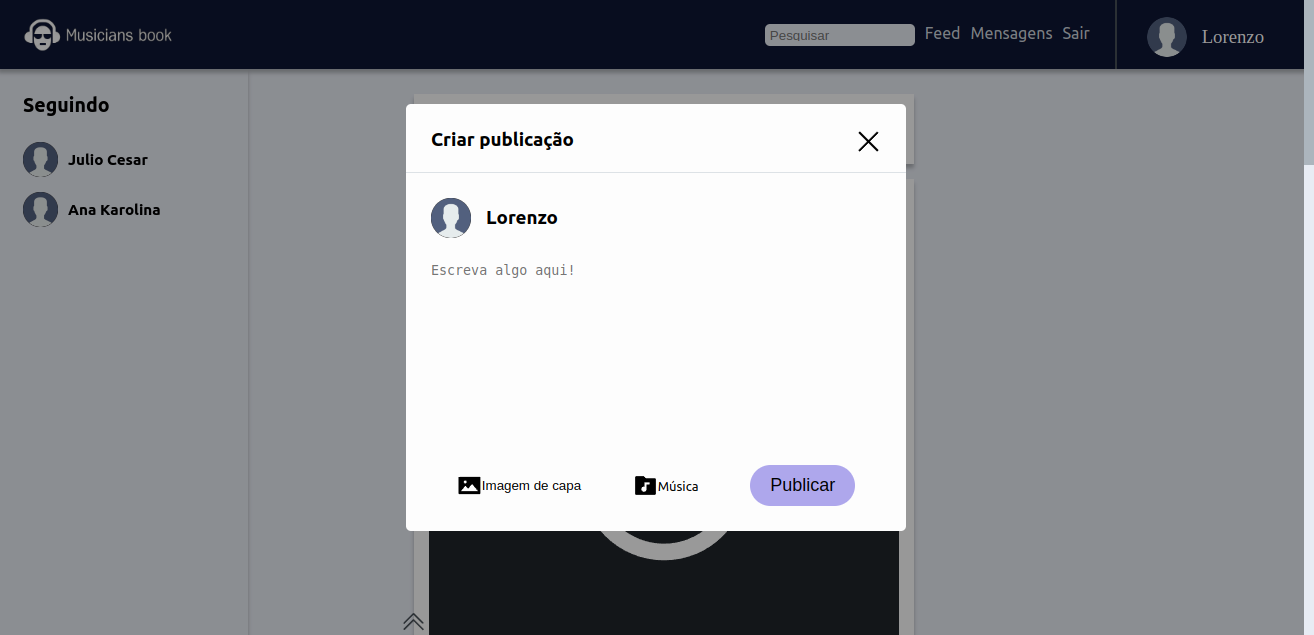 Musicians book
Pesquisar
Feed
Mensagens
Sair
Lorenzo
Seguindo
Julio Cesar
Ana Karolina
Criar publicação
Lorenzo
Escreva algo aqui!
Imagem de capa
Música
Publicar